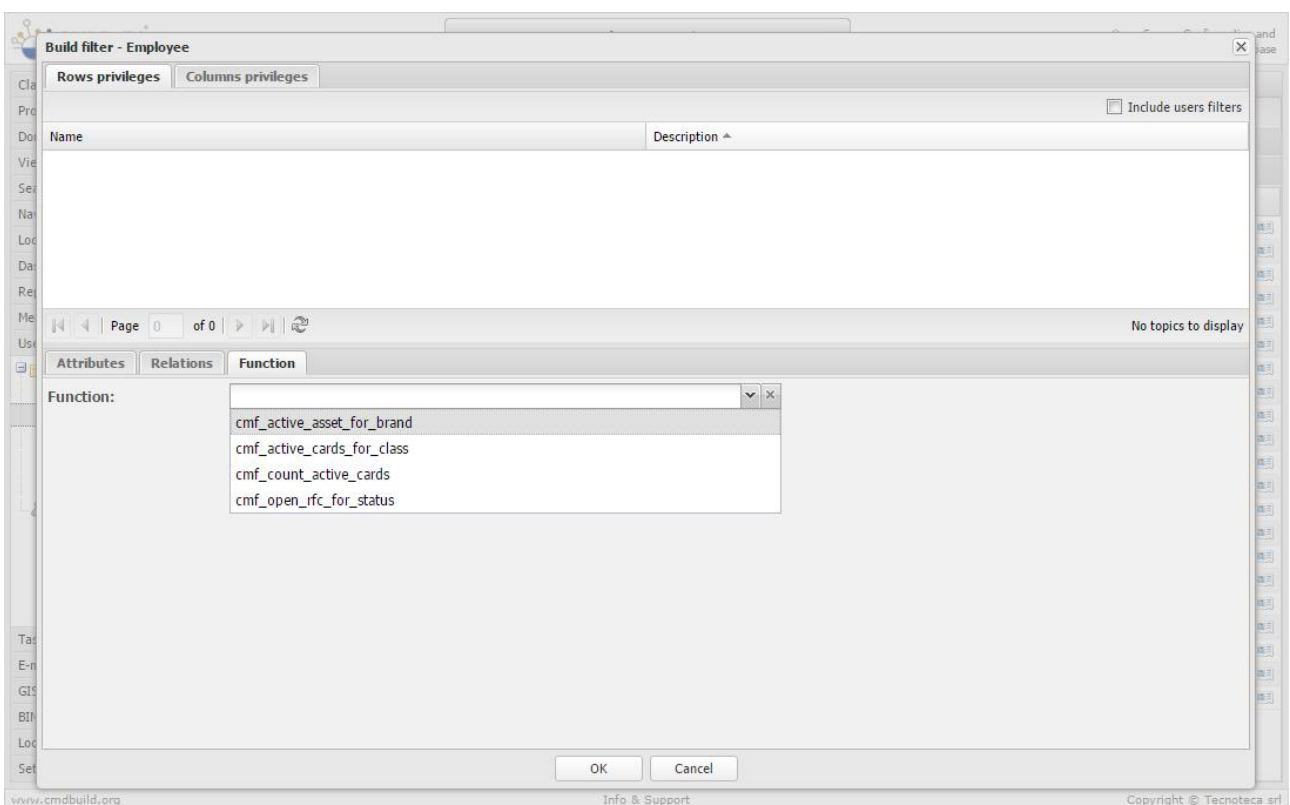 Build filter - Employee
Rows privileges Columns privileges
Include users filters
Name Description
Page 0 of 0 No topics to display
Attributes Relations Function
Function:
cmf_active_asset_for_brand
cmf_active_cards_for_class
cmf_count_active_cards
cmf_open_rfc_for_status
OK Cancel
www.cmdbuild.org Info & Support Copyright © Tecnoteca srl